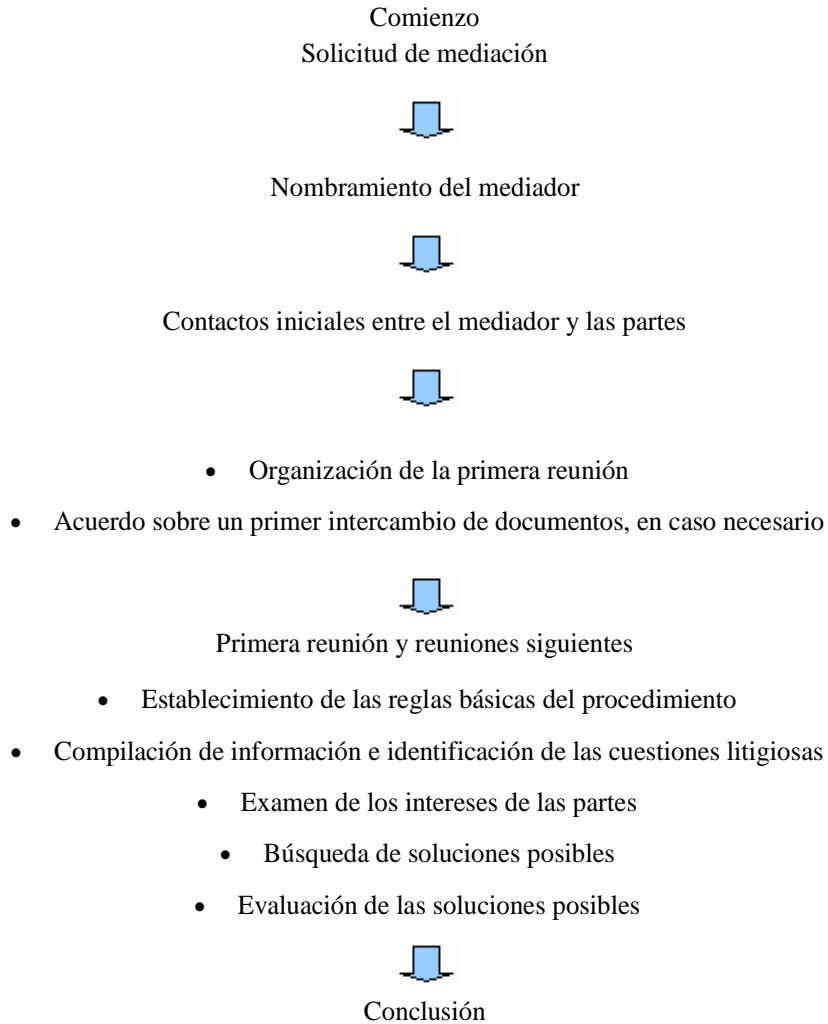 Comienzo
Solicitud de mediación
Nombramiento del mediador
Contactos iniciales entre el mediador y las partes
• Organización de la primera reunión
• Acuerdo sobre un primer intercambio de documentos, en caso necesario
Primera reunión y reuniones siguientes
• Establecimiento de las reglas básicas del procedimiento
• Compilación de información e identificación de las cuestiones litigiosas
• Examen de los intereses de las partes
• Búsqueda de soluciones posibles
• Evaluación de las soluciones posibles
Conclusión